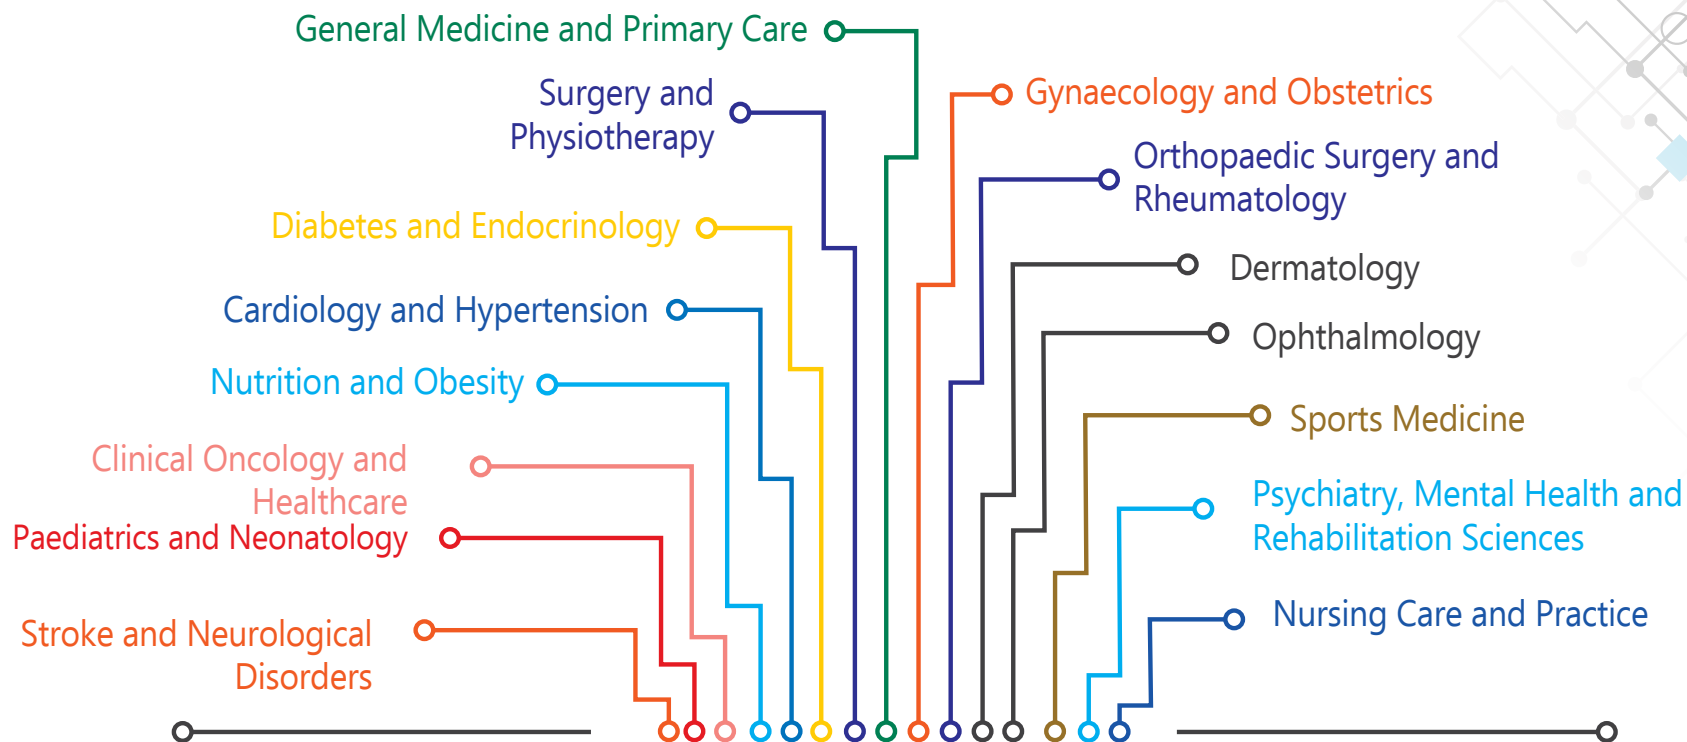 General Medicine and Primary Care
Surgery and
Physiotherapy
Diabetes and Endocrinology
Cardiology and Hypertension
Nutrition and Obesity
Clinical Oncology and
Healthcare
Paediatrics and Neonatology
Stroke and Neurological
Disorders
Gynaecology and Obstetrics
Orthopaedic Surgery and
Rheumatology
Dermatology
Ophthalmology
Sports Medicine
Psychiatry, Mental Health and
Rehabilitation Sciences
Nursing Care and Practice